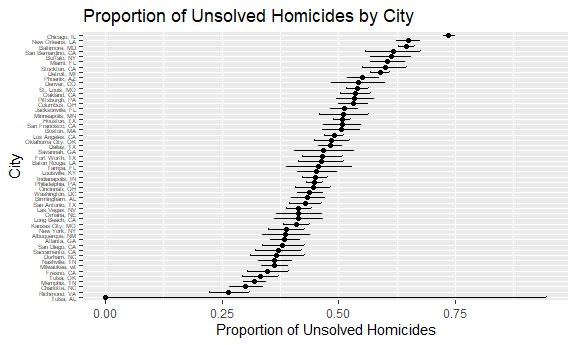 Proportion of Unsolved Homicides by City
City
Chicago, IL
New Orleans, LA
Baltimore, MD
San Bernardino, CA
Buffalo, NY
Miami, FL
Stockton, CA
Detroit, MI
Phoenix, AZ
Denver, CO
St. Louis, MO
Oakland, CA
Pittsburgh, PA
Columbus, OH
Jacksonville, FL
Minneapolis, MN
Houston, TX
San Francisco, CA
Boston, MA
Los Angeles, CA
Oklahoma City, OK
Dallas, TX
Savannah, GA
Fort Worth, TX
Baton Rouge, LA
Tampa, FL
Louisville, KY
Indianapolis, IN
Philadelphia, PA
Cincinnati, OH
Washington, DC
Birmingham, AL
San Antonio, TX
Las Vegas, NV
Omaha, NE
Long Beach, CA
Kansas City, MO
New York, NY
Albuquerque, NM
Atlanta, GA
San Diego, CA
Sacramento, CA
Durham, NC
Nashville, TN
Milwaukee, wI
Fresno, CA
Tulsa, OK
Memphis, TN
Charlotte, NC
Richmond, VA
Tulsa, AL
0.00 0.25 0.50 0.75
Proportion of Unsolved Homicides